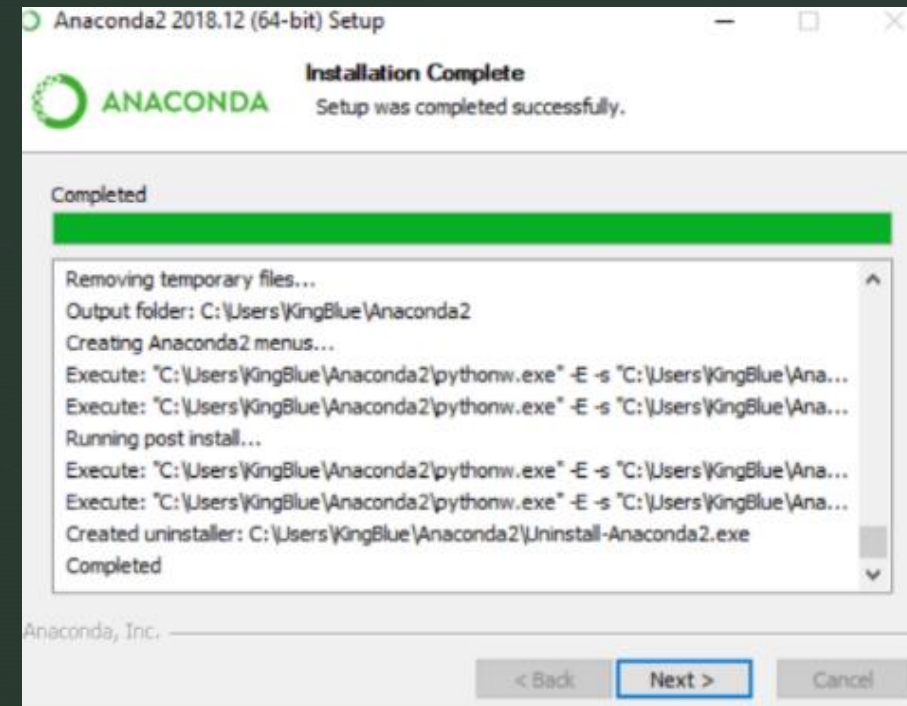 Anaconda2 2018.12 (64-bit) Setup
Installation Complete
ANACONDA
Setup was completed successfully.
Completed
Removing temporary files...
Output folder: C:\Users\KingBlue\Anaconda2
Creating Anaconda2 menus...
Execute: "C:\Users\KingBlue\Anaconda2\pythonw.exe" -E -s "C:\Users\KingBlue\Ana...
Execute: "C:\Users\KingBlue\Anaconda2\pythonw.exe" -E -s "C:\Users\KingBlue\Ana...
Running post install...
Execute: "C:\Users\KingBlue\Anaconda2\pythonw.exe" -E -s "C:\Users\KingBlue\Ana...
Execute: "C:\Users\KingBlue\Anaconda2\pythonw.exe" -E -s "C:\Users\KingBlue\Ana...
Created uninstaller: C:\Users\KingBlue\Anaconda2\Uninstall-Anaconda2.exe
Completed
Anaconda, Inc.
< Back Next > Cancel